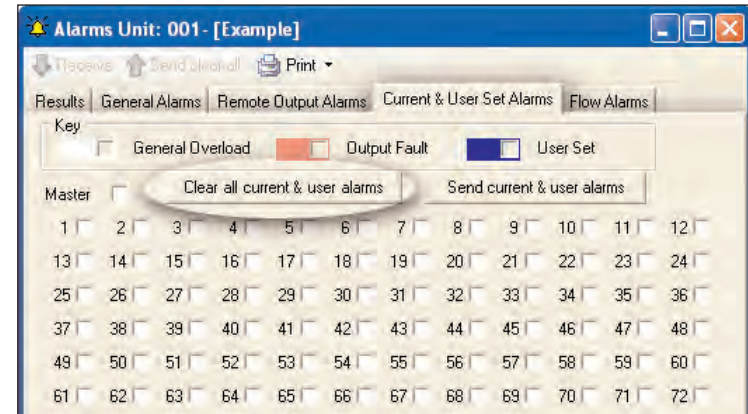 Alarms Unit: 001- [Example]
Receive Send clear all Print
Results General Alarms Remote Output Alarms Current & User Set Alarms Flow Alarms
Key
General Overload Output Fault User Set
Master Clear all current & user alarms Send current & user alarms
1 2 3 4 5 6 7 8 9 10 11 12
13 14 15 16 17 18 19 20 21 22 23 24
25 26 27 28 29 30 31 32 33 34 35 36
37 38 39 40 41 42 43 44 45 46 47 48
49 50 51 52 53 54 55 56 57 58 59 60
61 62 63 64 65 66 67 68 69 70 71 72